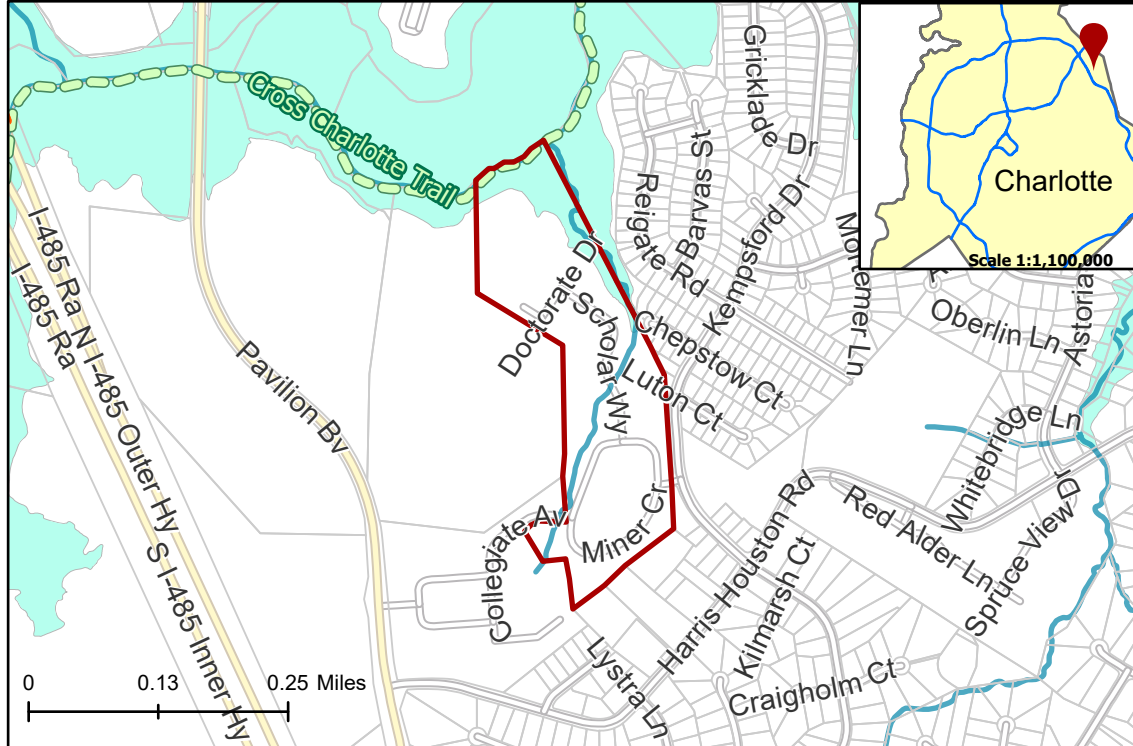 Cross Charlotte Trail
Gricklade Dr
Barvas St
Reigate Rd
Kempsford Dr
Mortemer Ln
Charlotte
Scale 1:1,100,000
Astoria
Oberlin Ln
Doctorate Dr
Scholar Wy
Chepstow Ct
Luton Ct
I-485 Ra N I-485 Outer Hy S I-485 Inner Hy
I-485 Ra
Pavilion Bv
Whitebridge Ln
Red Alder Ln
Spruce View Dr
Collegiate Av
Miner Cr
Harris Houston Rd
Kilmarsh Ct
Lystra Ln
Craigholm Ct
0 0.13 0.25 Miles